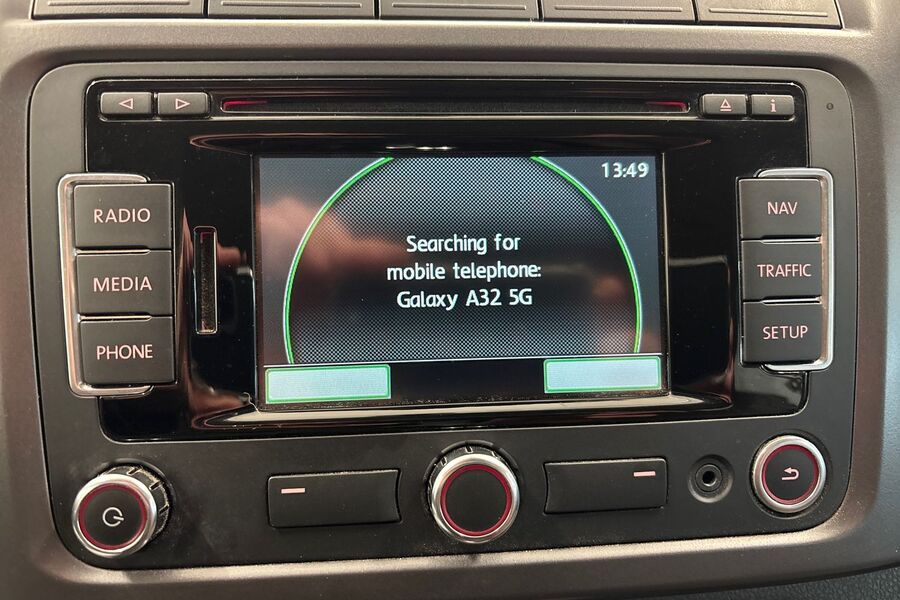 13:49
RADIO
MEDIA
PHONE
Searching for
mobile telephone:
Galaxy A32 5G
NAV
TRAFFIC
SETUP